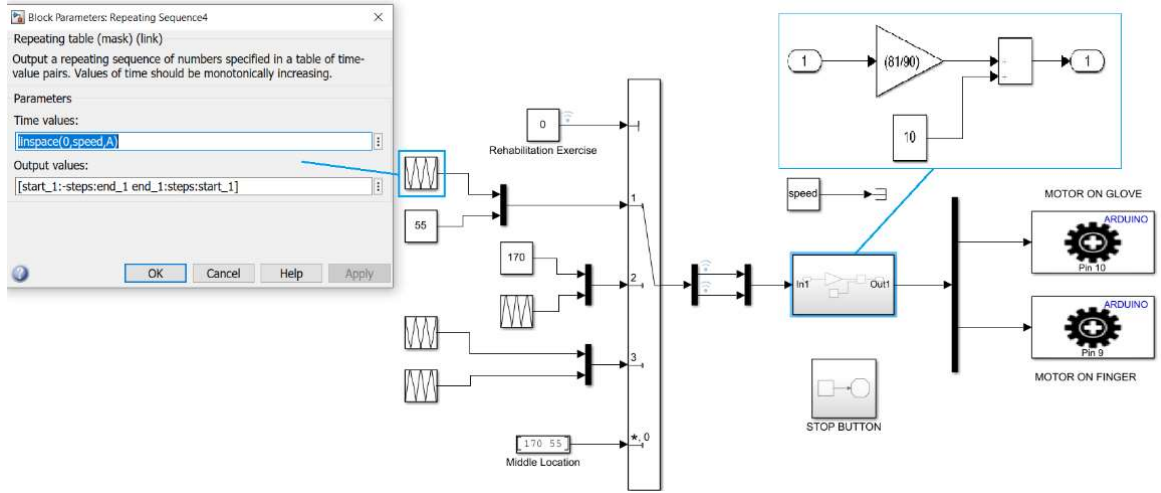 Block Parameters: Repeating Sequence4
Repeating table (mask) (link)
Output a repeating sequence of numbers specified in a table of time-
value pairs. Values of time should be monotonically increasing.
Parameters
Time values:
linspace(0,speed,A)
Output values:
[start_1:-steps:end_1 end_1:steps:start_1]
OK
Cancel
Help
Apply
0
Rehabilitation Exercise
55
170
170 55
Middle Location
1
2
3
*, 0
1
(81/90)
10
1
speed
In1
Out1
STOP BUTTON
MOTOR ON GLOVE
ARDUINO
Pin 10
ARDUINO
Pin 9
MOTOR ON FINGER